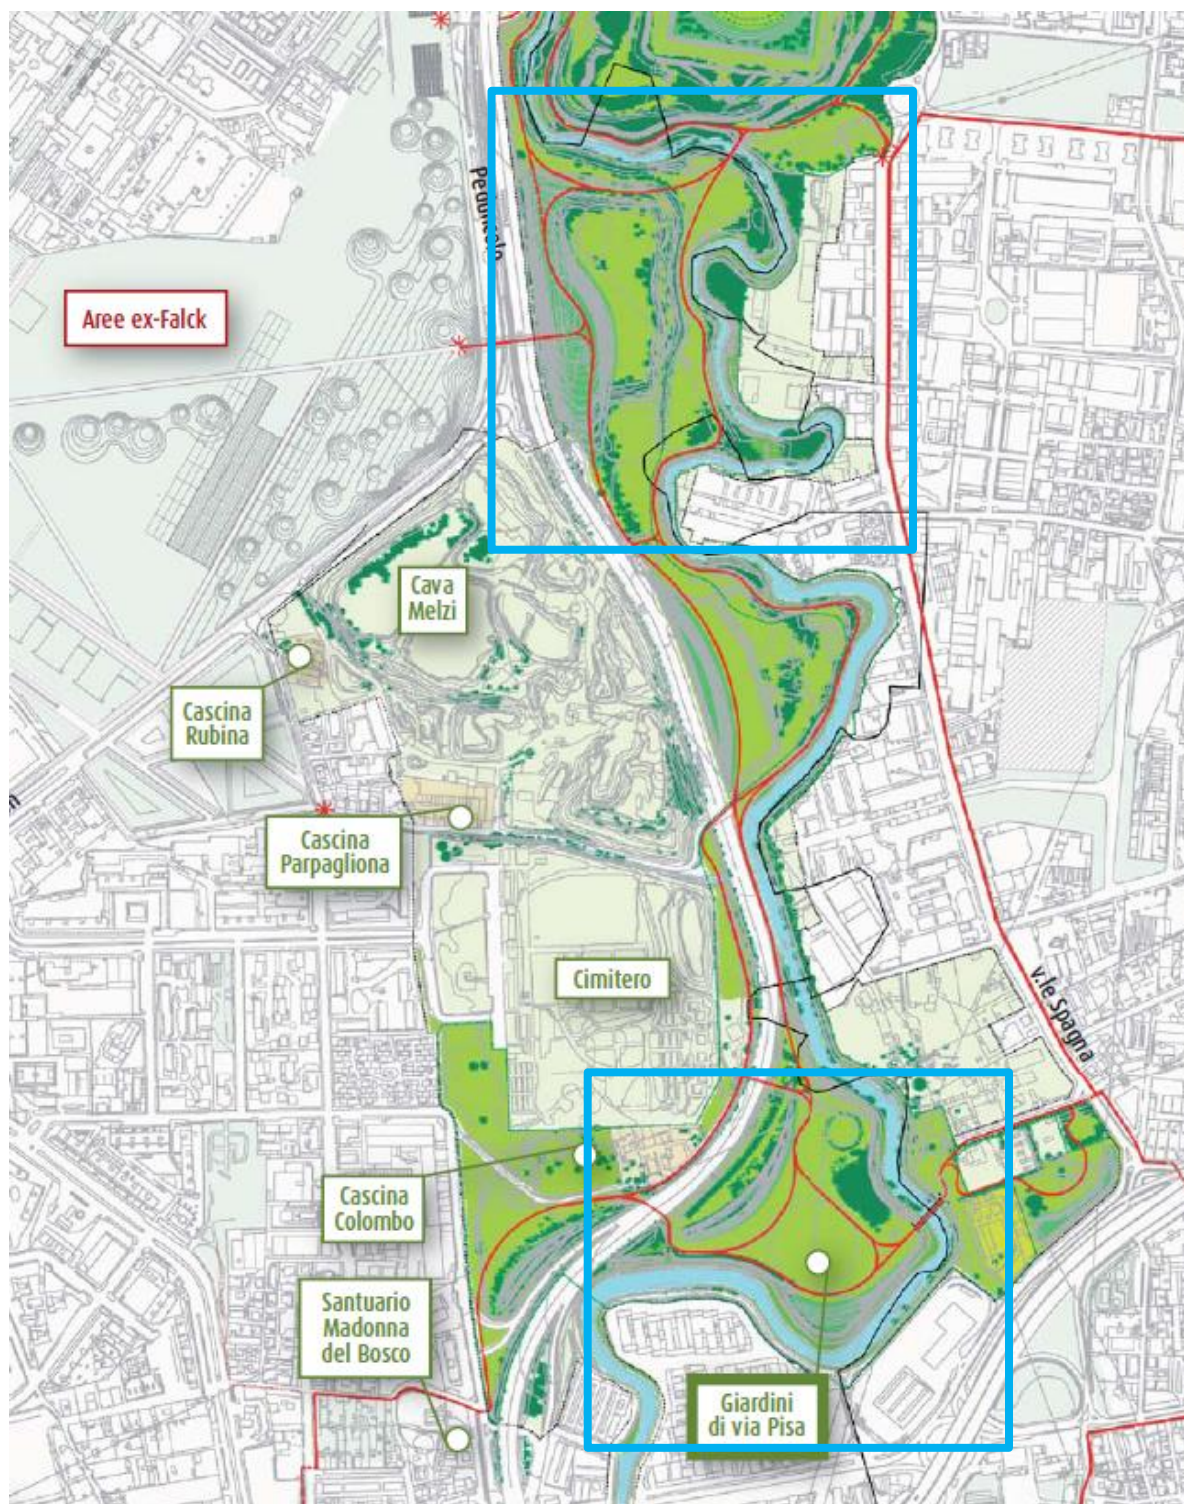 Peduncolo
Aree ex-Falck
Cava
Melzi
Cascina
Rubina
Cascina
Parpagliona
Cimitero
v.le Spagna
Cascina
Colombo
Santuario
Madonna
del Bosco
Giardini
di via Pisa